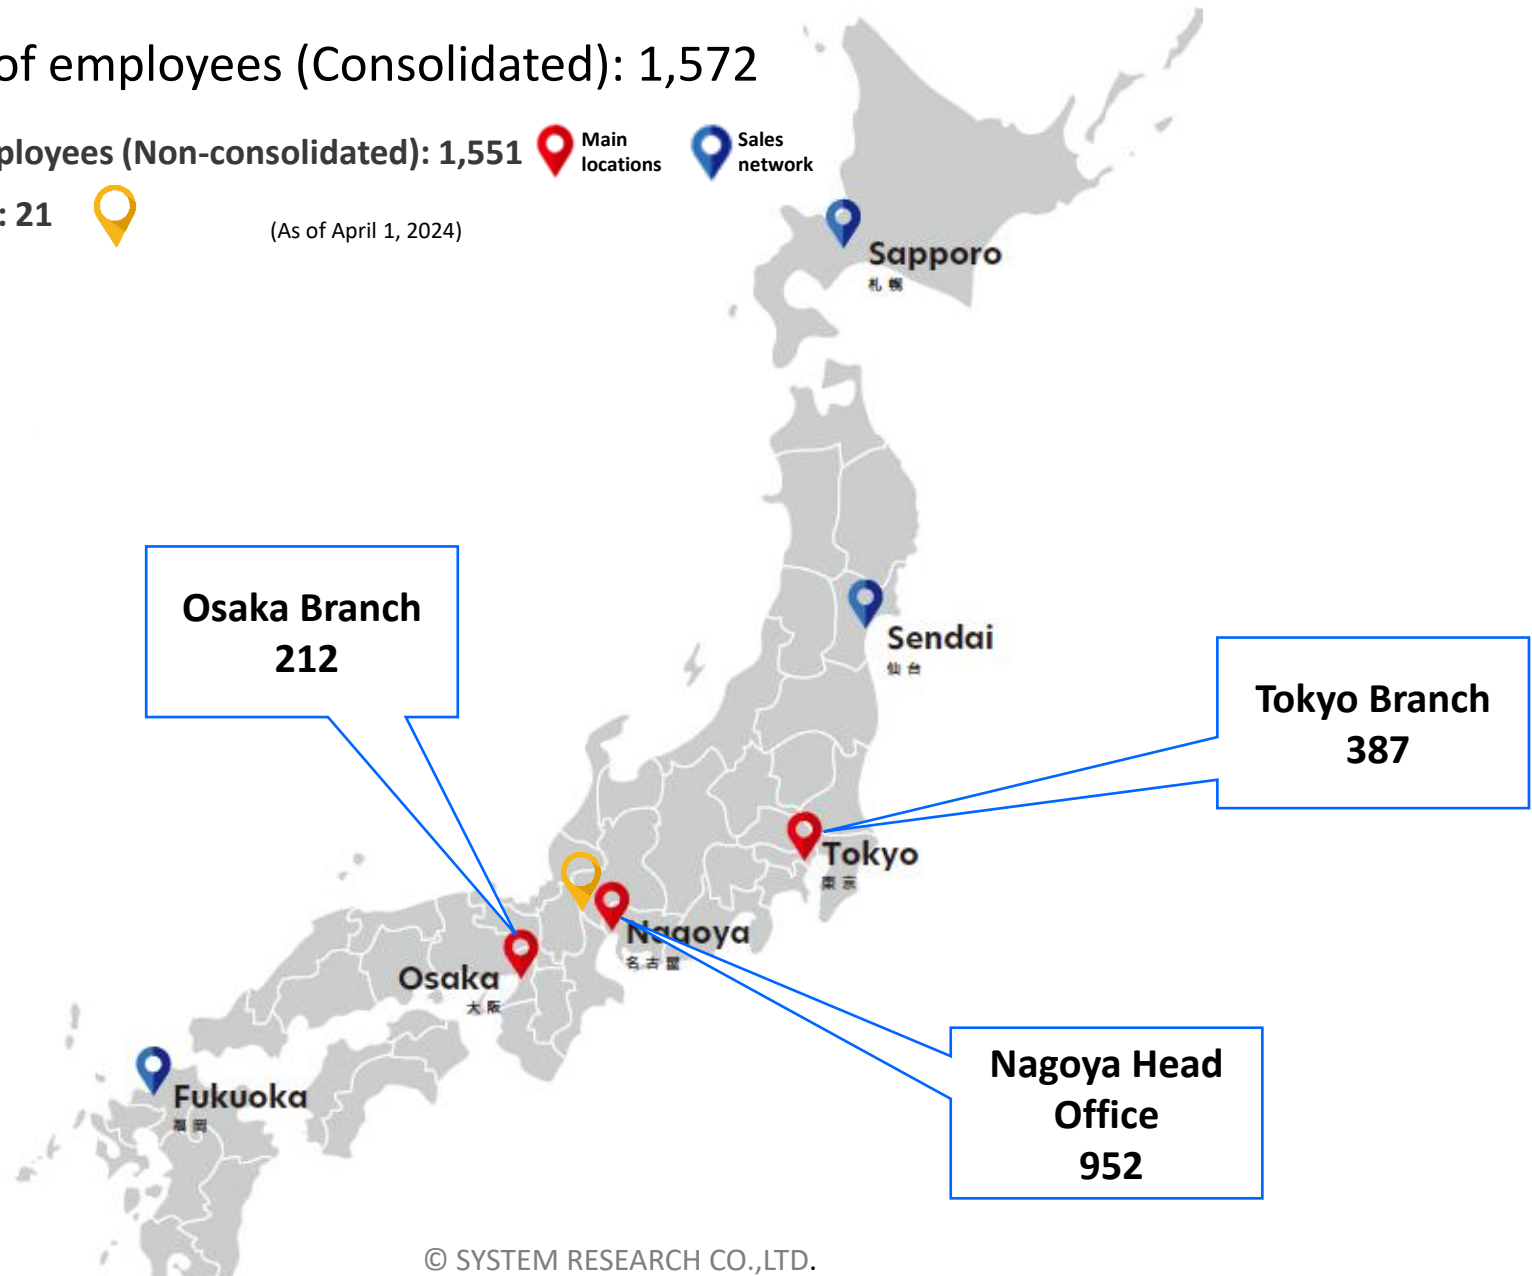 of employees (Consolidated): 1,572
ployees (Non-consolidated): 1,551
Main
locations
Sales
network
: 21
(As of April 1, 2024)
Sapporo
札幌
Osaka Branch
212
Sendai
仙台
Tokyo Branch
387
Tokyo
東京
Nagoya
名古屋
Osaka
大阪
Nagoya Head
Office
952
Fukuoka
福岡
© SYSTEM RESEARCH CO.,LTD.